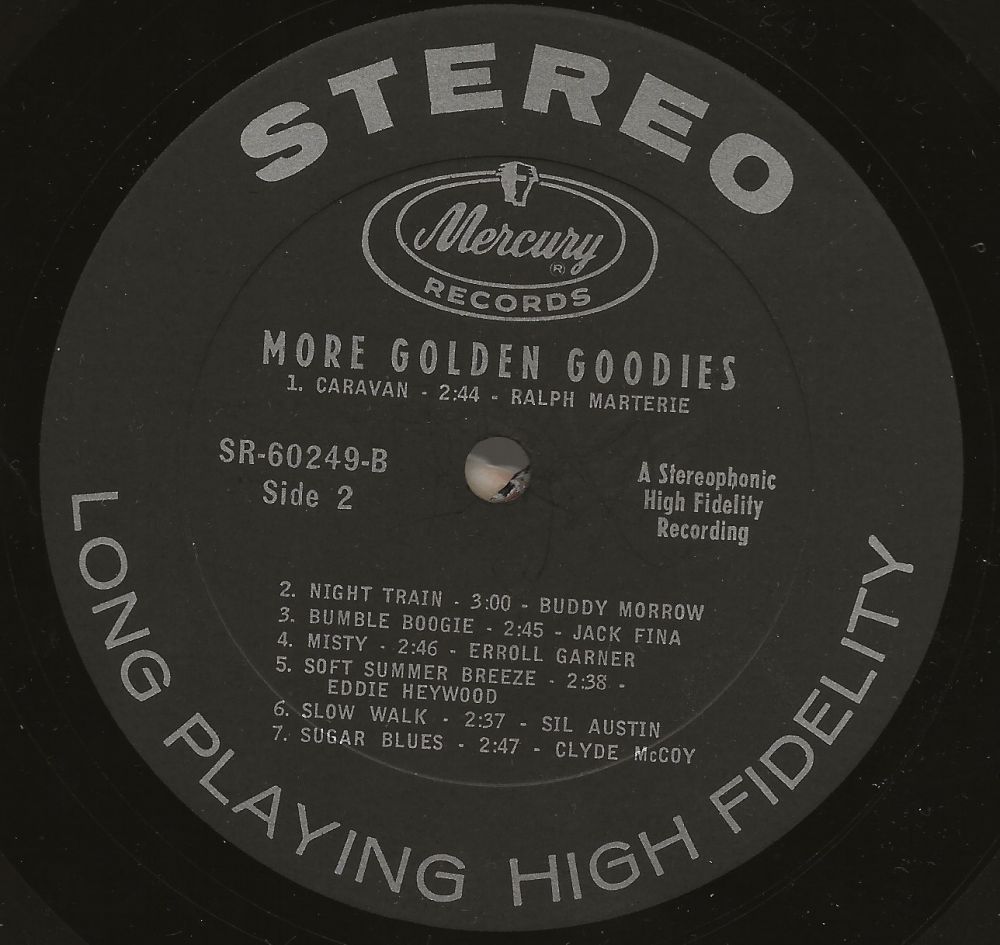 STEREO
Mercury
(R)
RECORDS
MORE GOLDEN GOODIES
1. CARAVAN - 2:44 - RALPH MARTERIE
SR-60249-B
Side 2
A Stereophonic
High Fidelity
Recording
2. NIGHT TRAIN - 3:00 - BUDDY MORROW
3. BUMBLE BOOGIE - 2:45 - JACK FINA
4. MISTY - 2:46 - ERROLL GARNER
5. SOFT SUMMER BREEZE - 2:38 -
EDDIE HEYWOOD
6. SLOW WALK - 2:37 - SIL AUSTIN
7. SUGAR BLUES - 2:47 - CLYDE McCOY
LONG PLAYING HIGH FIDELITY